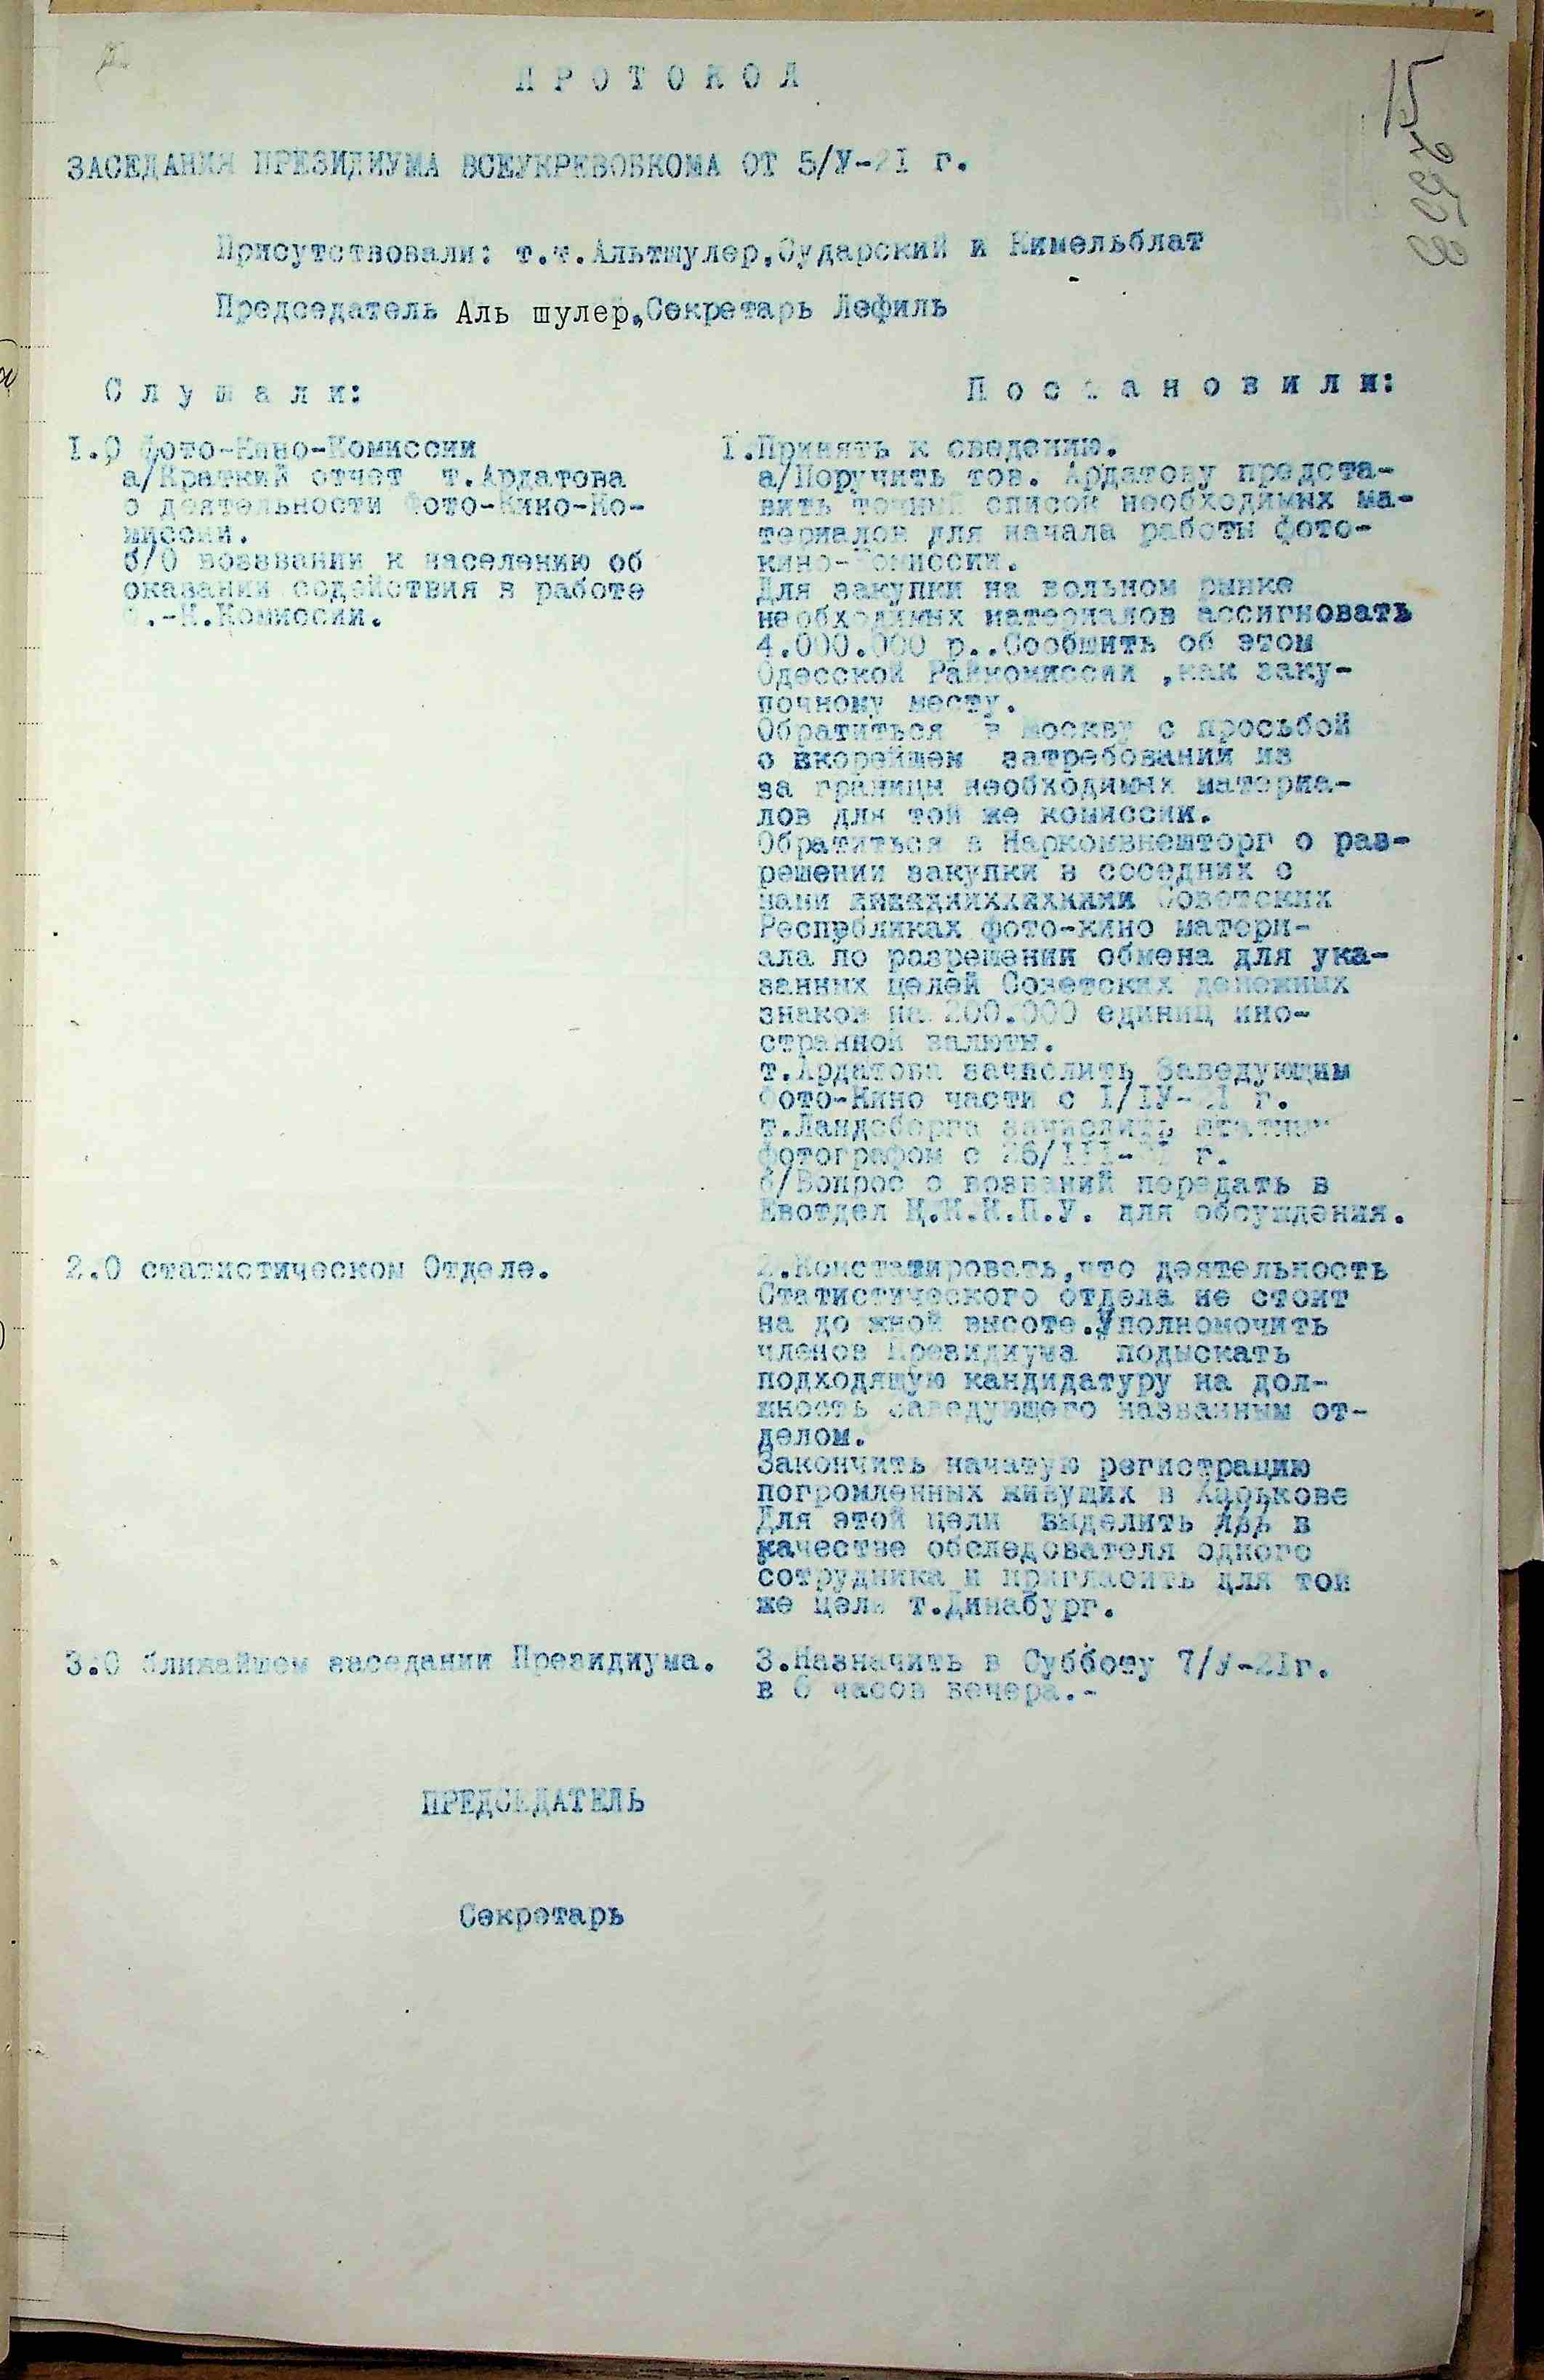 П Р О Т О К О Л
ЗАСЕДАНИЯ ПРЕЗИДИУМА ВСЕУКРЕВОБКОМА ОТ 5/У-21 г.
Присутствовали: т.т.Альтшулер,Сударский и Кимельблат
Председатель Аль шулер,Секретарь Лефиль
С л у ш а л и:
1.О Фото-Кино-Комиссии
а/Краткий отчет т.Ардатова
о деятельности Фото-Кино-Ко-
миссии.
б/О воззвании к населению об
оказании содействия в работе
Ф.-К.Комиссии.
П о с т а н о в и л и:
1.Принять к сведению.
а/Поручить тов. Ардатову предста-
вить точный список необходимых ма-
териалов для начала работы фото-
кино-Комиссии.
Для закупки на вольном рынке
необходимых материалов ассигновать
4.000.000 р..Сообщить об этом
Одесской Райкомиссии ,как заку-
почному месту.
Обратиться в Москву с просьбой
о вкорейшем затребовании из
за границы необходимых материа-
лов для той же комиссии.
Обратиться в Наркомвнешторг о раз-
решении закупки в соседних с
нами Советских
Республиках фото-кино матери-
ала по разрешении обмена для ука-
занных целей Советских денежных
знаков на 200.000 единиц ино-
странной валюты.
т.Ардатова зачислить Заведующим
Фото-Кино части с I/IУ-21 г.
т.Ландсберга зачислить штатным
фотографом с 26/III-21 г.
б/Вопрос о воззваний передать в
Евотдел Ц.К.К.П.У. для обсуждения.
2.О статистическом Отделе.
2.Констатировать,что деятельность
Статистического отдела не стоит
на до жной высоте.Уполномочить
членов Президиума подыскать
подходящую кандидатуру на дол-
жность Заведующего названным от-
делом.
Закончить начатую регистрацию
погромленных живущих в Харькове
Для этой цели выделить в
качестве обследователя одного
сотрудника и пригласить для той
же цели т.Динабург.
3.О ближайшем заседании Президиума.
3.Назначить в Субботу 7/У-21г.
в 6 часов вечера.-
ПРЕДСЕДАТЕЛЬ
Секретарь